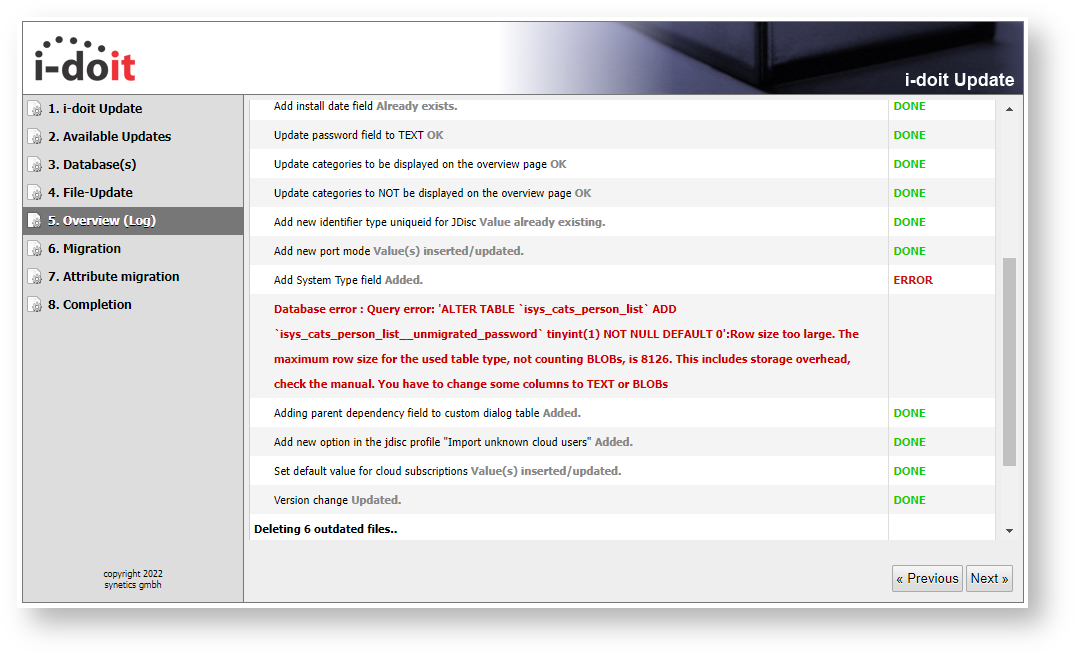 i-doit
i-doit Update
1. i-doit Update
2. Available Updates
3. Database(s)
4. File-Update
5. Overview (Log)
6. Migration
7. Attribute migration
8. Completion
copyright 2022
synetics gmbh
Add install date field Already exists. DONE
Update password field to TEXT OK DONE
Update categories to be displayed on the overview page OK DONE
Update categories to NOT be displayed on the overview page OK DONE
Add new identifier type uniqueid for JDisc Value already existing. DONE
Add new port mode Value(s) inserted/updated. DONE
Add System Type field Added. ERROR
Database error : Query error: 'ALTER TABLE `isys_cats_person_list` ADD
`isys_cats_person_list__unmigrated_password` tinyint(1) NOT NULL DEFAULT 0':Row size too large. The
maximum row size for the used table type, not counting BLOBs, is 8126. This includes storage overhead,
check the manual. You have to change some columns to TEXT or BLOBs
Adding parent dependency field to custom dialog table Added. DONE
Add new option in the jdisc profile "Import unknown cloud users" Added. DONE
Set default value for cloud subscriptions Value(s) inserted/updated. DONE
Version change Updated. DONE
Deleting 6 outdated files..
« Previous Next »